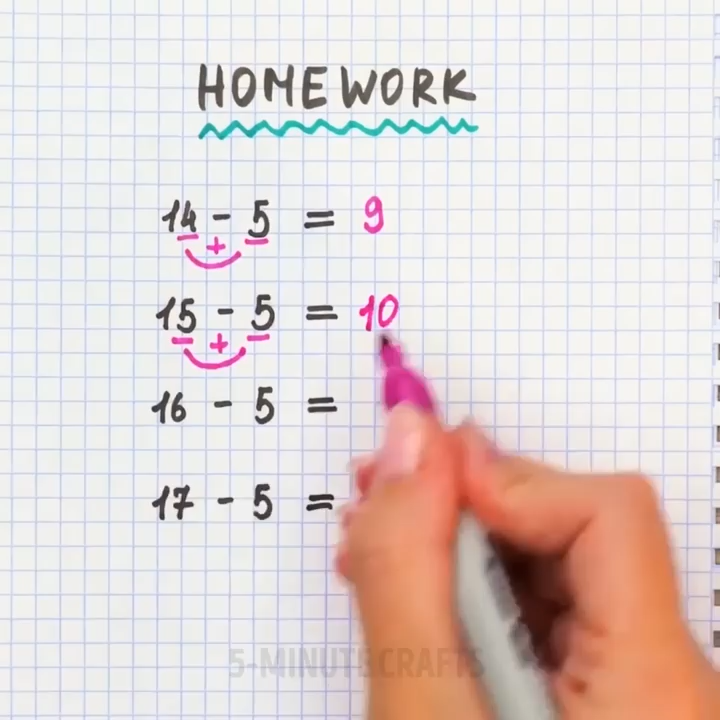 HOMEWORK
14 - 5 = 9
+
15 - 5 = 10
+
16 - 5 =
17 - 5 =
5-MINUTE CRAFTS